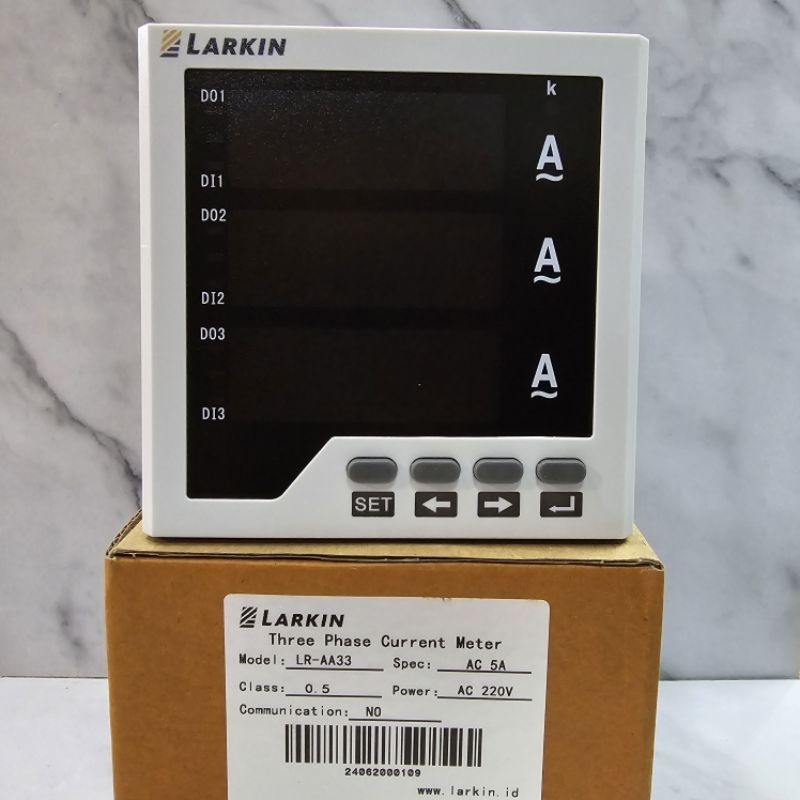 LARKIN
k
DO1
A
DI1
DO2
A
DI2
DO3
A
DI3
SET
LARKIN
Three Phase Current Meter
Model: LR-AA33 Spec: AC 5A
Class: 0.5 Power: AC 220V
Communication: NO
24062000109
www.larkin.id